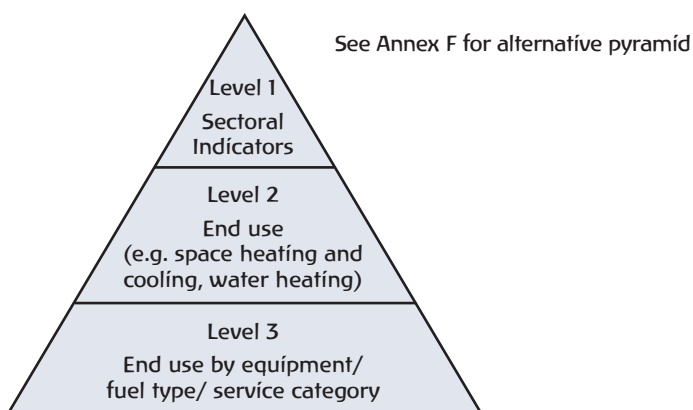 See Annex F for alternative pyramid
Level 1
Sectoral
Indicators
Level 2
End use
(e.g. space heating and
cooling, water heating)
Level 3
End use by equipment/
fuel type/ service category